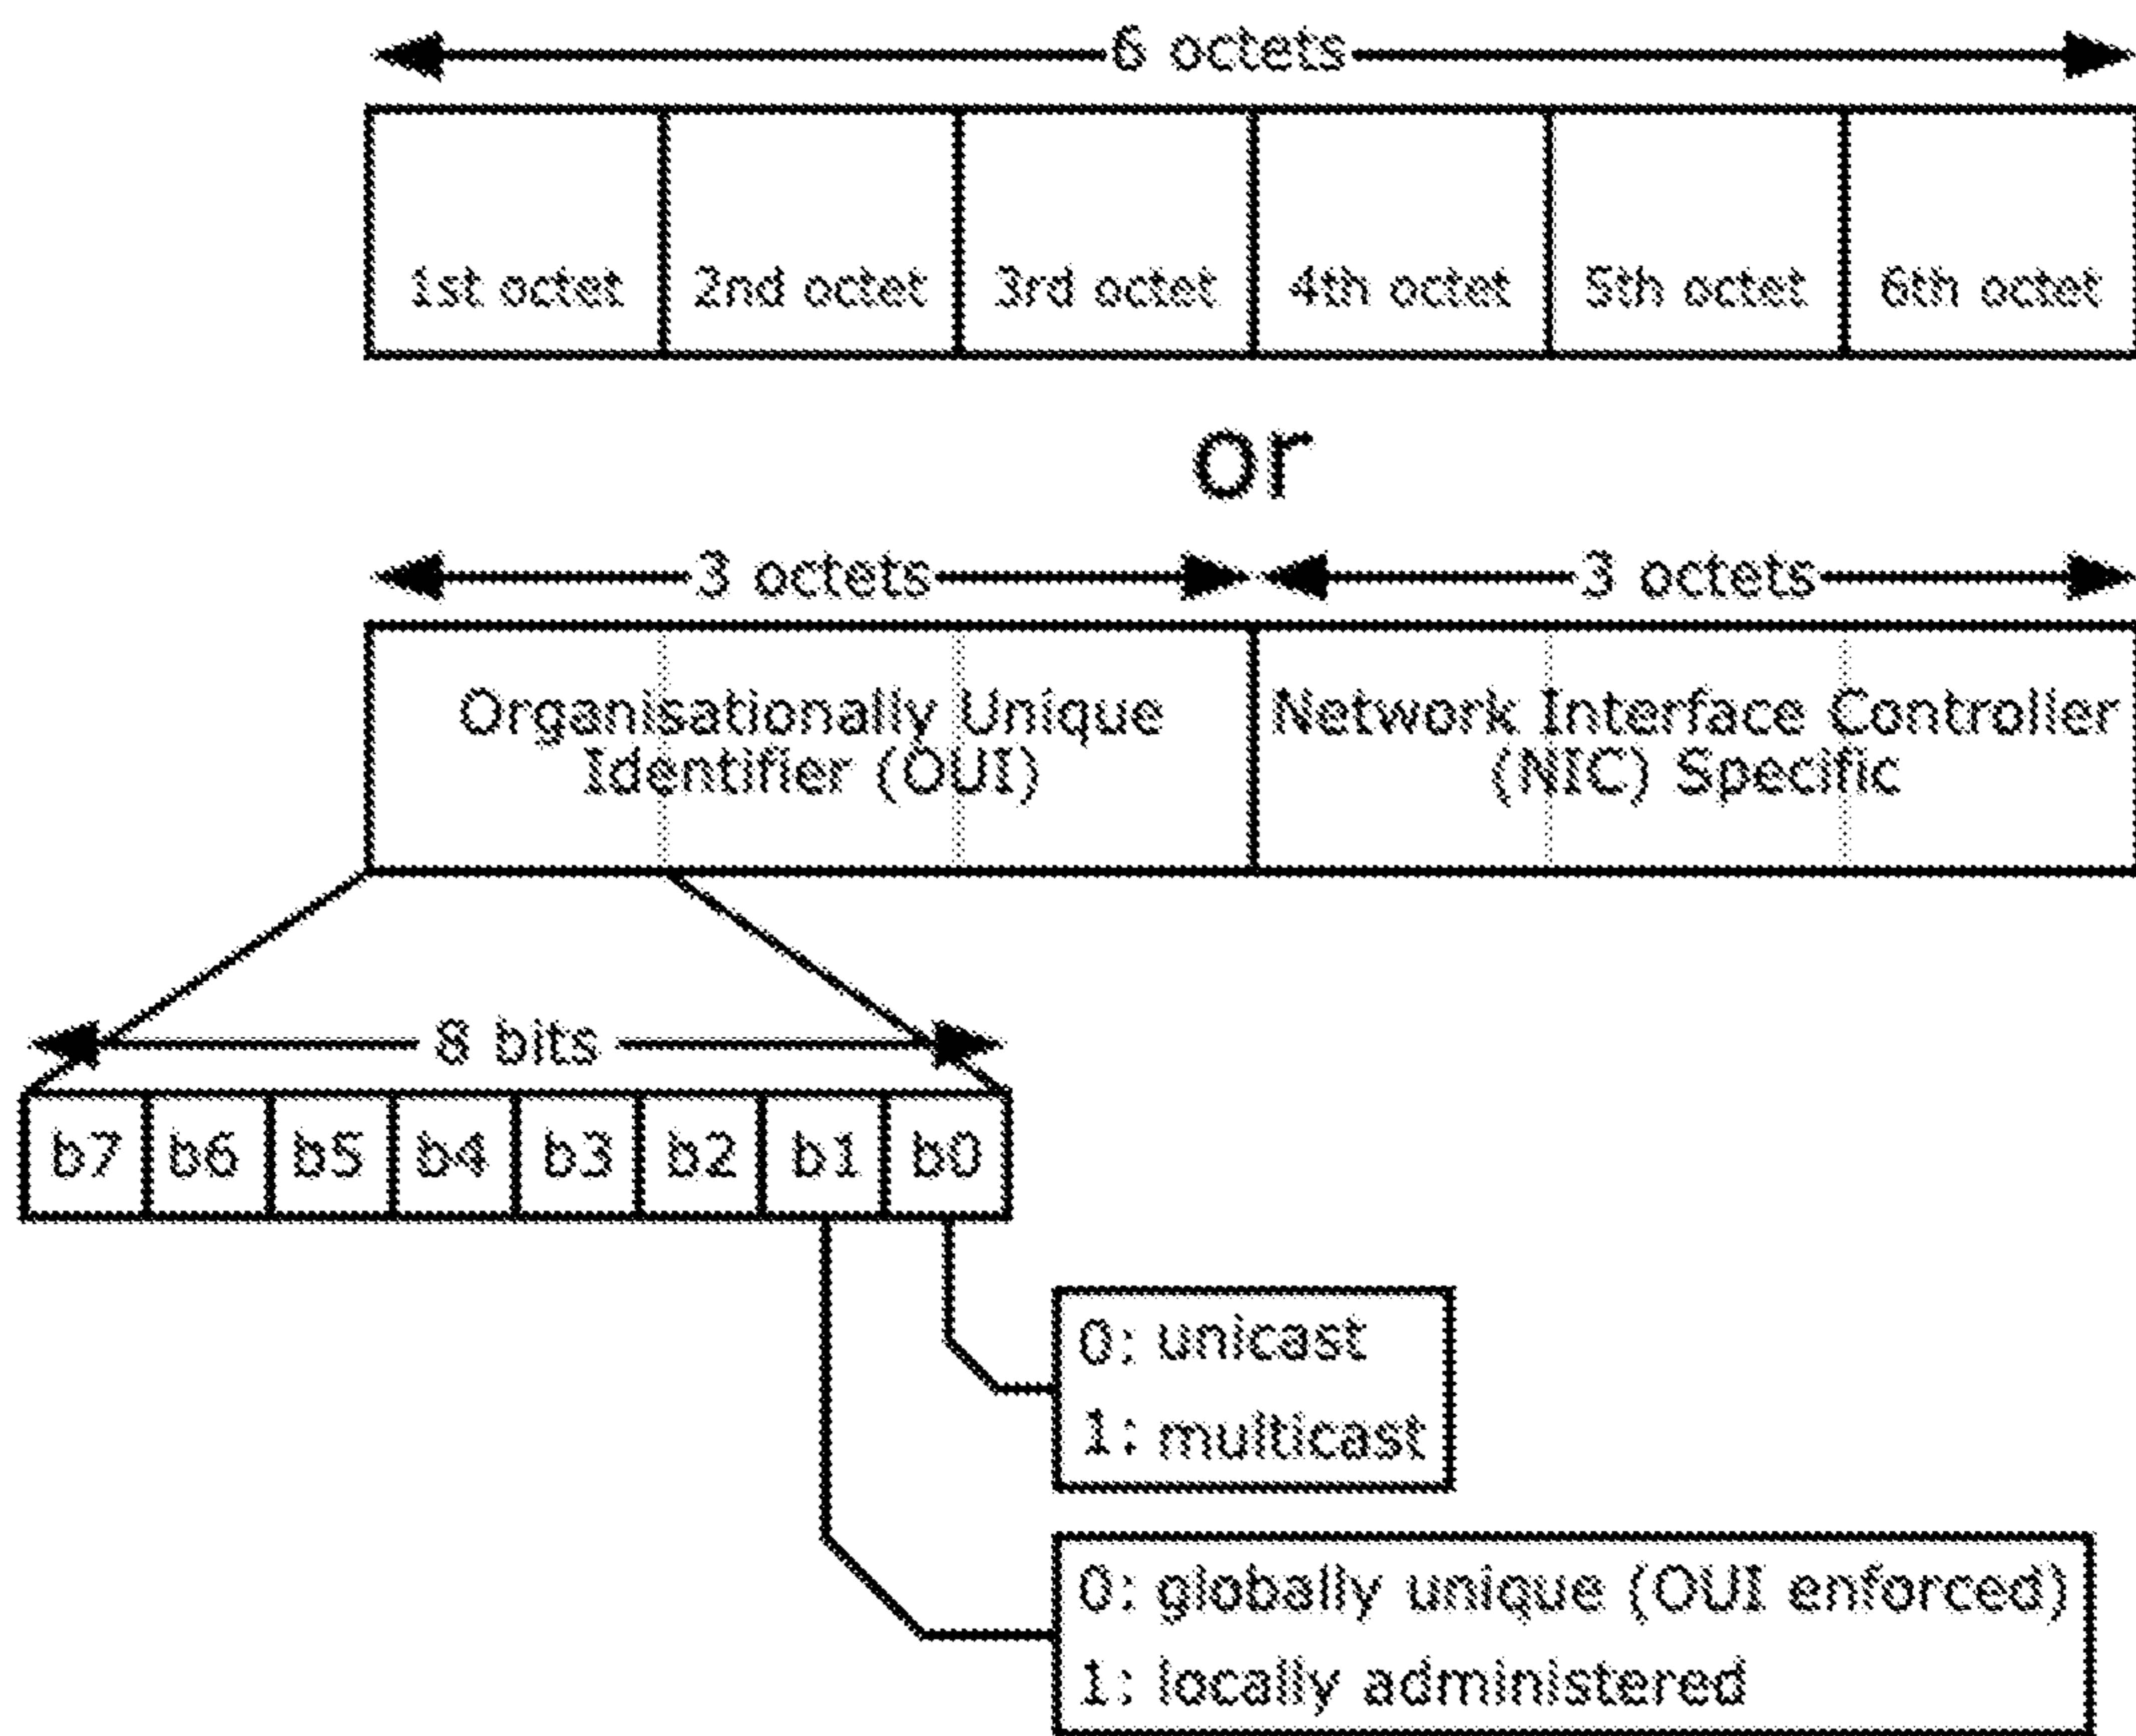 6 octets
1st octet 2nd octet 3rd octet 4th octet 5th octet 6th octet
or
3 octets 3 octets
Organisationally Unique
Identifier (OUI)
Network Interface Controller
(NIC) Specific
8 bits
b7 b6 b5 b4 b3 b2 b1 b0
0: unicast
1: multicast
0: globally unique (OUI enforced)
1: locally administered